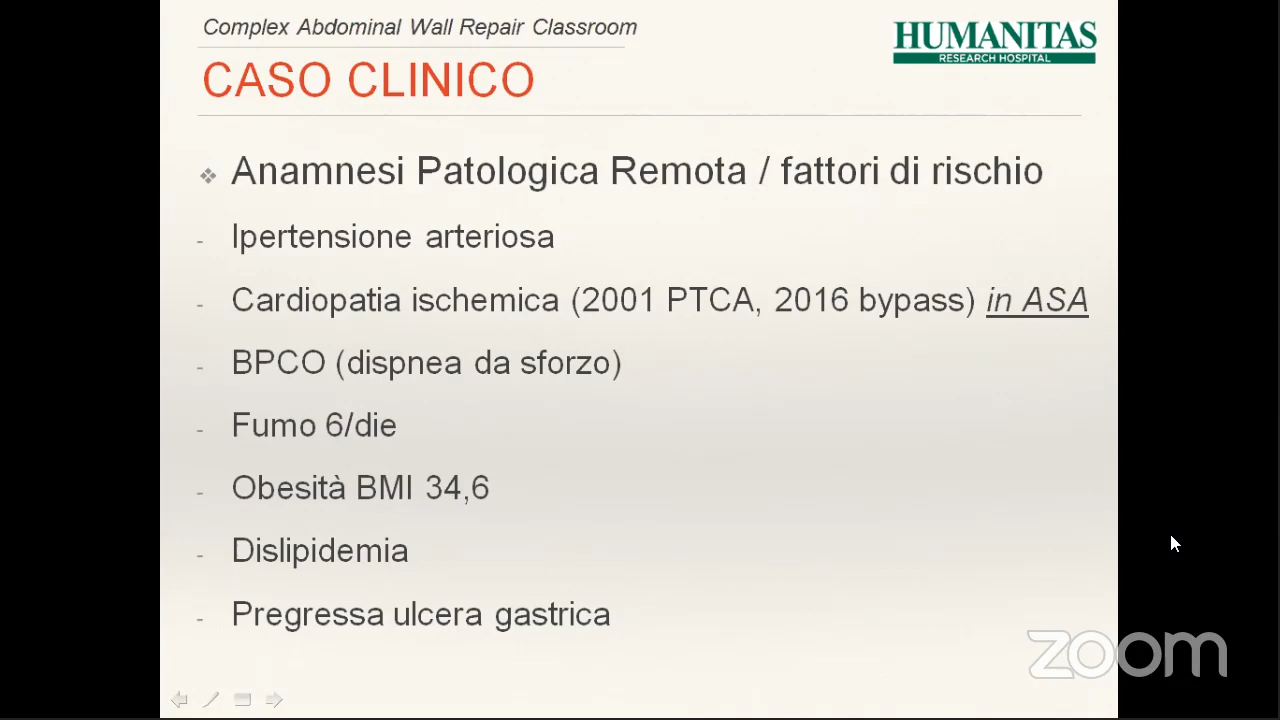 Complex Abdominal Wall Repair Classroom
HUMANITAS
RESEARCH HOSPITAL
CASO CLINICO
❖ Anamnesi Patologica Remota / fattori di rischio
- Ipertensione arteriosa
- Cardiopatia ischemica (2001 PTCA, 2016 bypass) in ASA
- BPCO (dispnea da sforzo)
- Fumo 6/die
- Obesità BMI 34,6
- Dislipidemia
- Pregressa ulcera gastrica
zoom